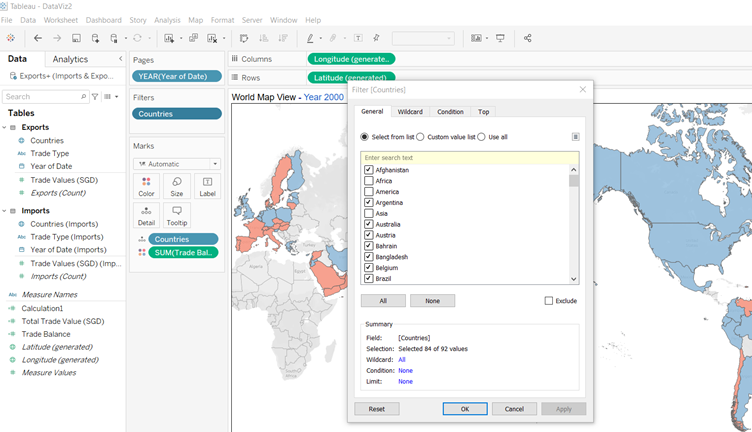 Tableau - DataViz2
File Data Worksheet Dashboard Story Analysis Map Format Server Window Help
Data
Analytics
Pages
YEAR(Year of Date)
Columns
Longitude (generate..
Rows
Latitude (generated)
Exports+ (Imports & Expo...
Search
Filters
Countries
Tables
Exports
Countries
Abc Trade Type
Year of Date
Trade Values (SGD)
Exports (Count)
Imports
Countries (Imports)
Abc Trade Type (Imports)
Year of Date (Imports)
Trade Values (SGD) (Imp...
Imports (Count)
Abc Measure Names
Calculation1
Total Trade Value (SGD)
Trade Balance
Latitude (generated)
Longitude (generated)
Measure Values
Marks
Automatic
Color
Size
Label
Detail
Tooltip
Countries
SUM(Trade Bal..
World Map View - Year 2000
Filter [Countries]
General
Wildcard
Condition
Top
Select from list
Custom value list
Use all
Enter search text
Afghanistan
Africa
America
Argentina
Asia
Australia
Austria
Bahrain
Bangladesh
Belgium
Brazil
All
None
Exclude
Summary
Field: [Countries]
Selection: Selected 84 of 92 values
Wildcard: All
Condition: None
Limit: None
Reset
OK
Cancel
Apply